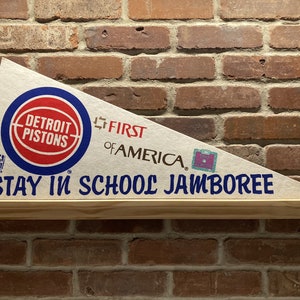 DETROIT
PISTONS
FIRST
OF AMERICA®
STAY IN SCHOOL JAMBOREE